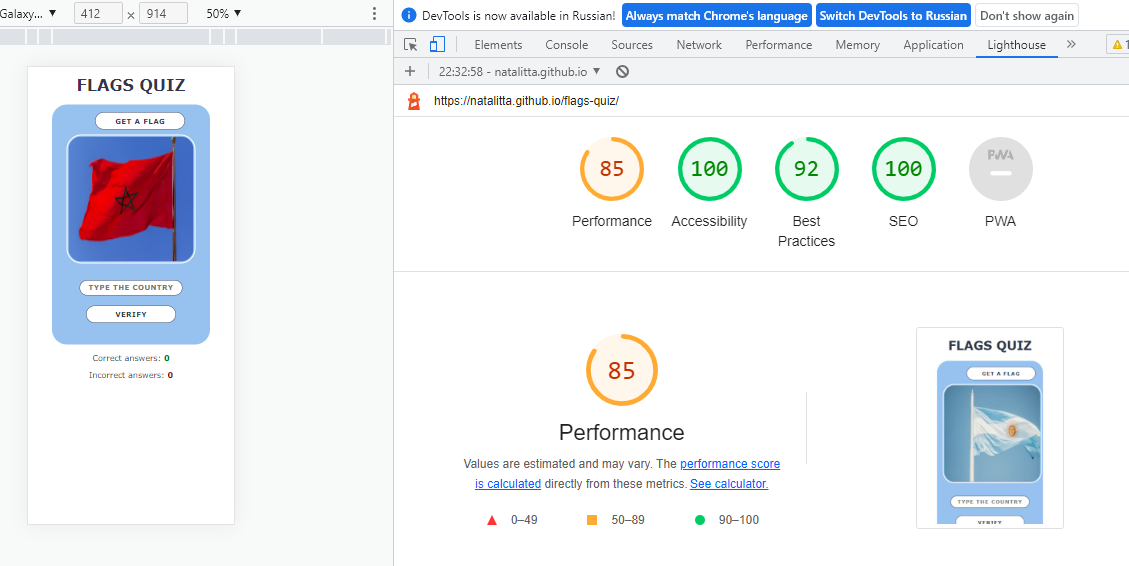 Galaxy... ▼ 412 × 914 50% ▼
DevTools is now available in Russian! Always match Chrome's language Switch DevTools to Russian Don't show again
Elements Console Sources Network Performance Memory Application Lighthouse » 1
+ 22:32:58 - natalitta.github.io ▼
https://natalitta.github.io/flags-quiz/
FLAGS QUIZ
GET A FLAG
TYPE THE COUNTRY
VERIFY
Correct answers: 0
Incorrect answers: 0
85 100 92 100 PWA
Performance Accessibility Best Practices SEO PWA
85
Performance
Values are estimated and may vary. The performance score
is calculated directly from these metrics. See calculator.
0–49 50–89 90–100
FLAGS QUIZ
GET A FLAG
TYPE THE COUNTRY
VERIFY